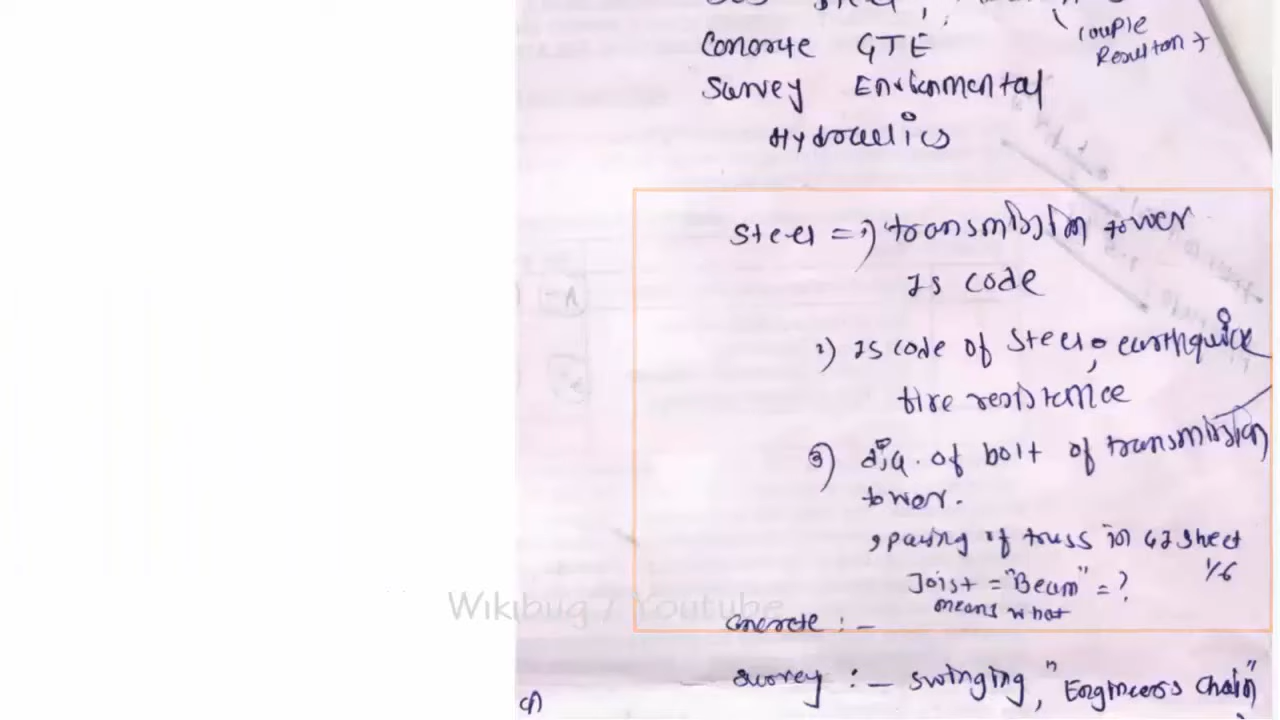 couple
Resultant
Concrete GTE
Survey Envionmental
Hydraulics
Steel = 1) transmission tower
Is code
2) Is code of Steel, earthquice
fire resistance
3) dia. of bolt of transmission
tower.
spacing of truss in GI sheet
1/6
Joist = "Beam" = ?
means what
Wikibug / Youtube
concrete : -
survey : - swinging, "Engineers chain"